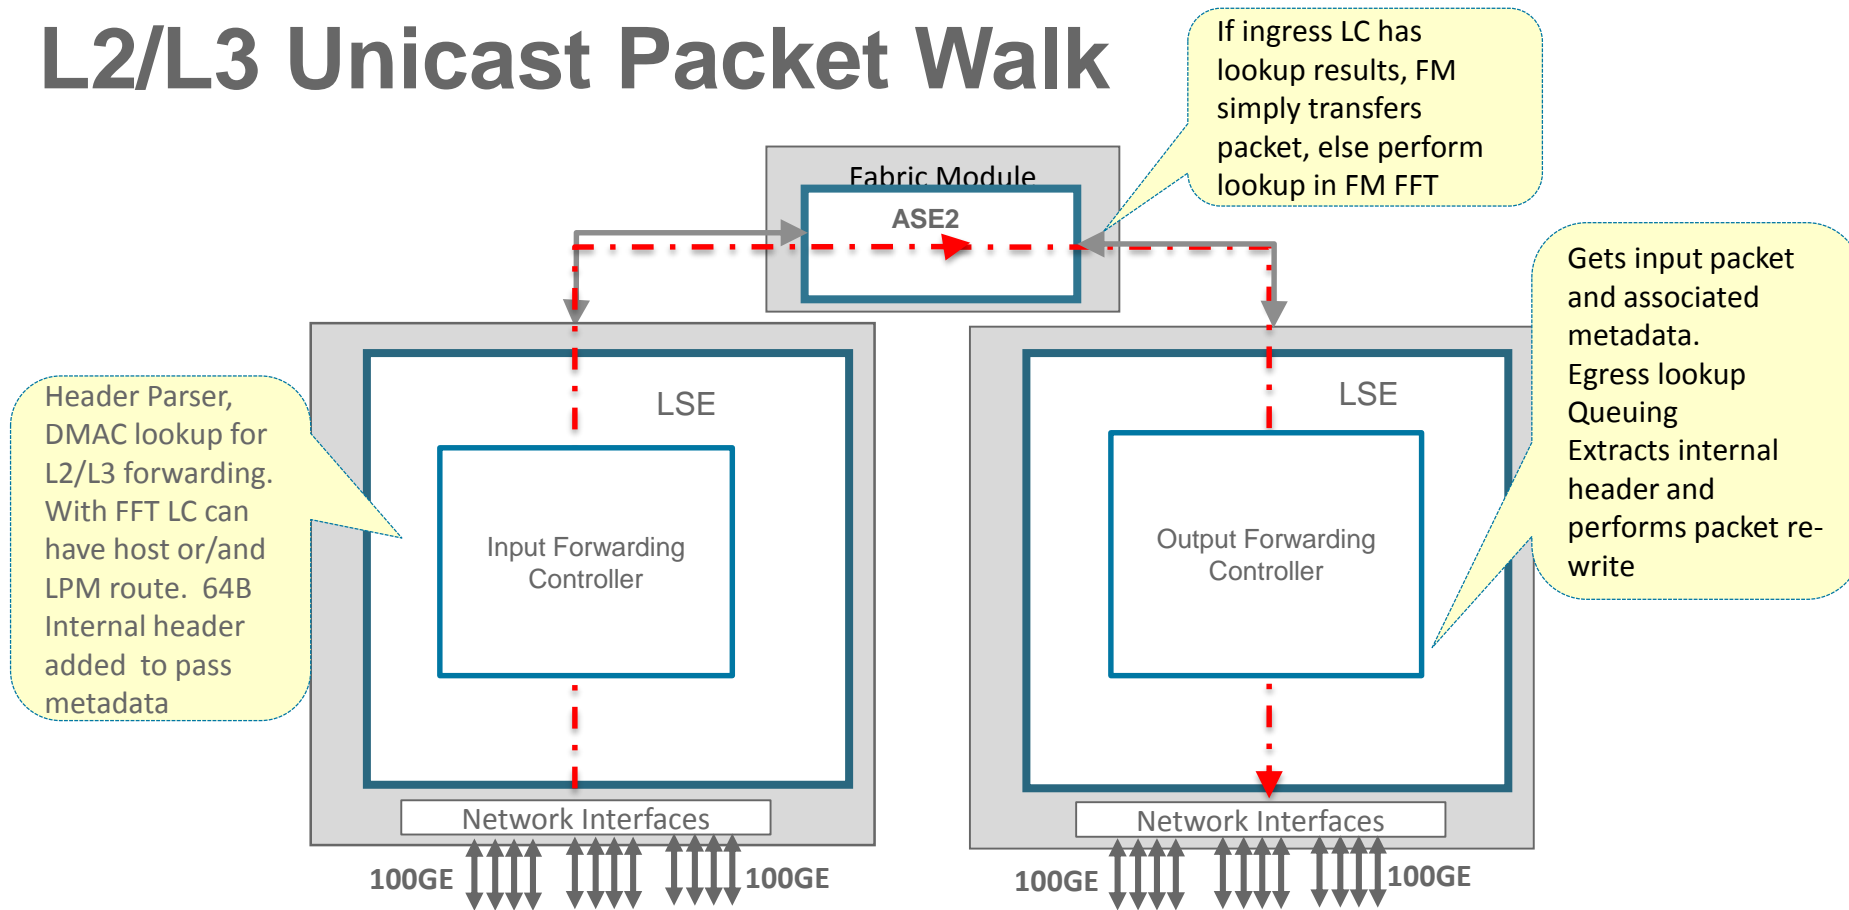 L2/L3 Unicast Packet Walk
If ingress LC has
lookup results, FM
simply transfers
packet, else perform
lookup in FM FFT
Fabric Module
ASE2
Gets input packet
and associated
metadata.
Egress lookup
Queuing
Extracts internal
header and
performs packet re-
write
Header Parser,
DMAC lookup for
L2/L3 forwarding.
With FFT LC can
have host or/and
LPM route. 64B
Internal header
added to pass
metadata
LSE
Input Forwarding
Controller
Network Interfaces
100GE
100GE
LSE
Output Forwarding
Controller
Network Interfaces
100GE
100GE